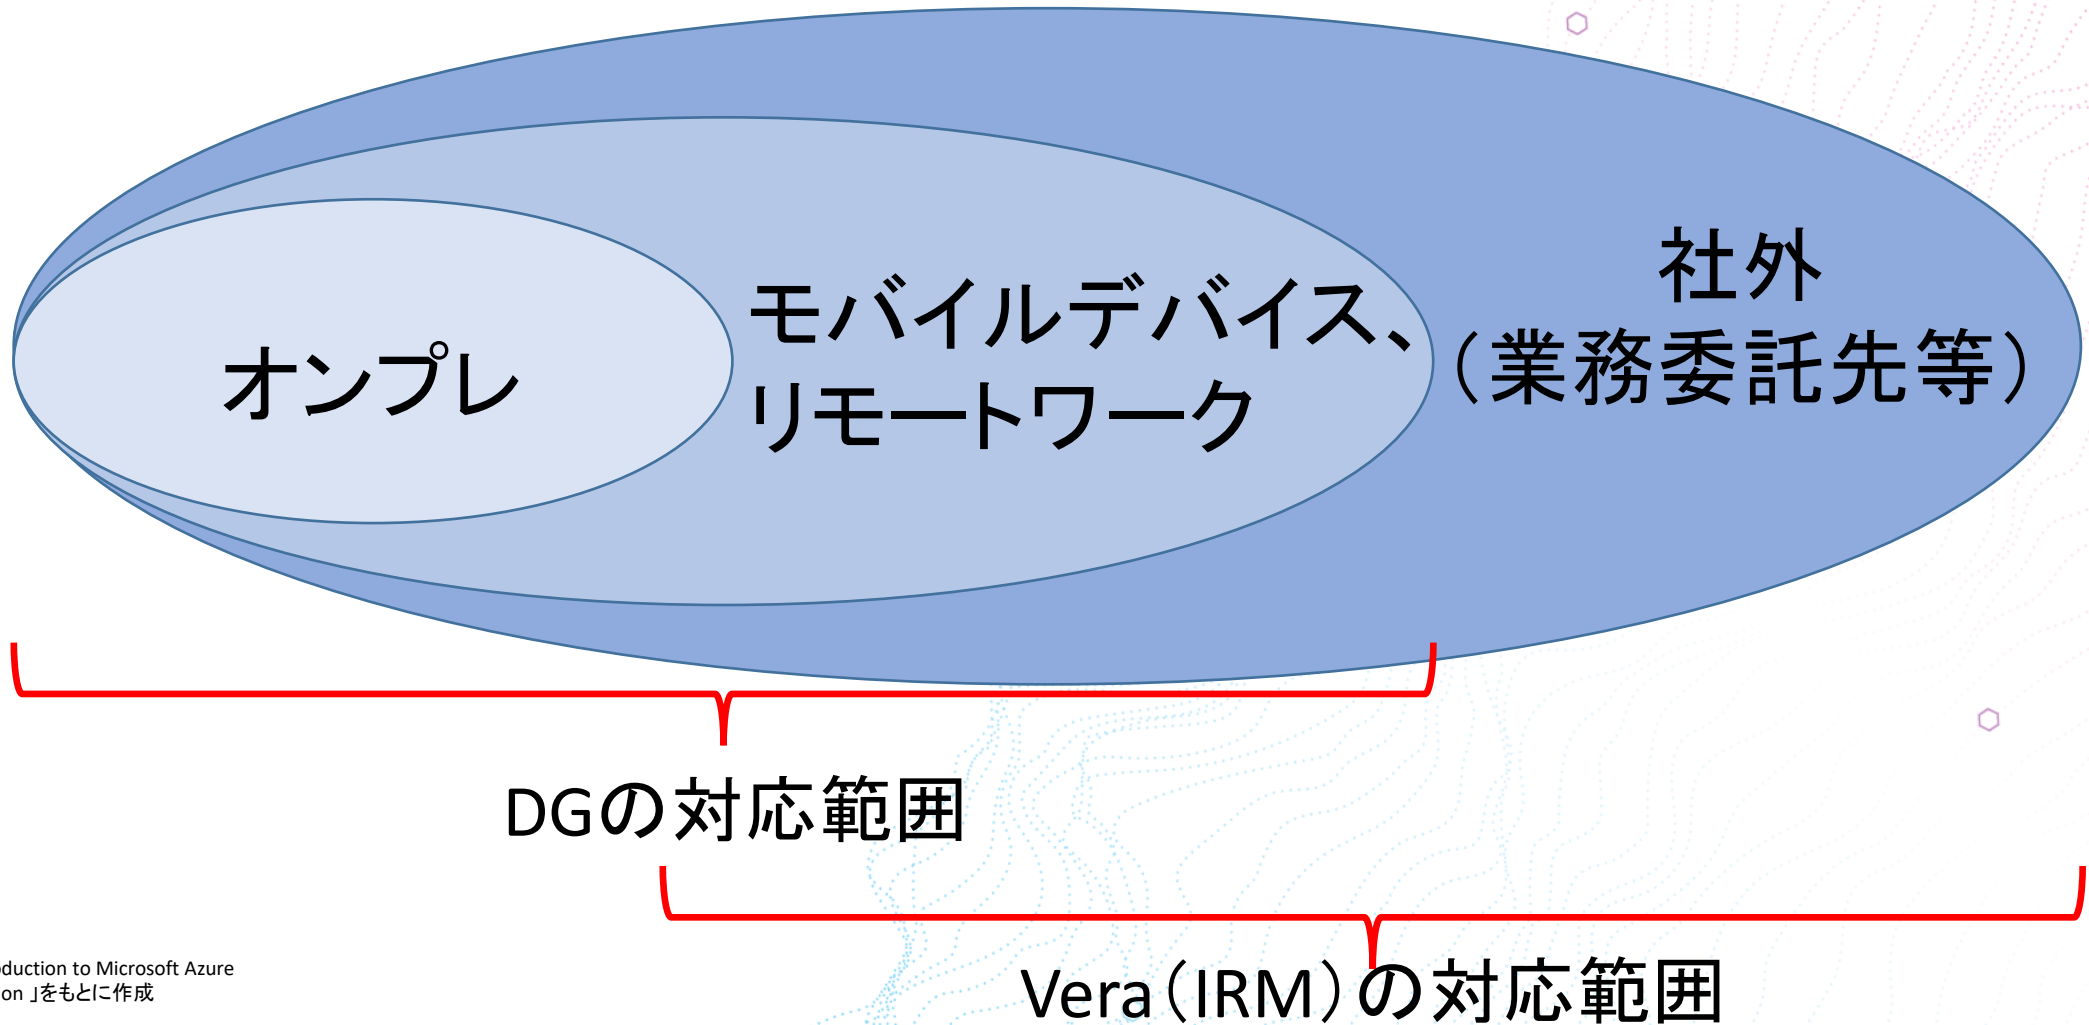 オンプレ
モバイルデバイス、
リモートワーク
社外
（業務委託先等）
DGの対応範囲
Vera（IRM）の対応範囲
to Microsoft Azure
」をもとに作成